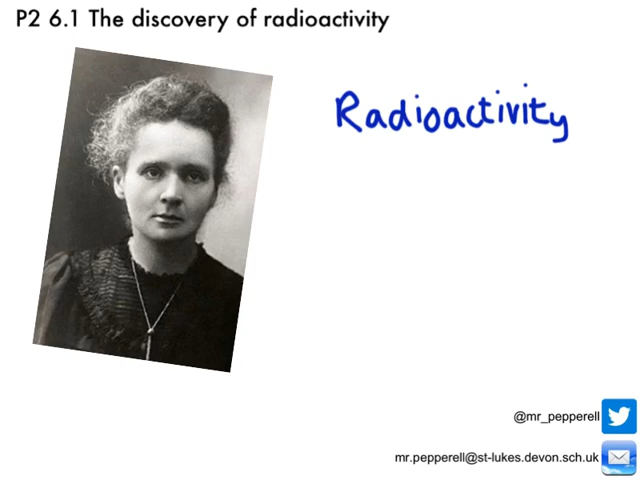 P2 6.1 The discovery of radioactivity
Radioactivity
@mr_pepperell
mr.pepperell@st-lukes.devon.sch.uk